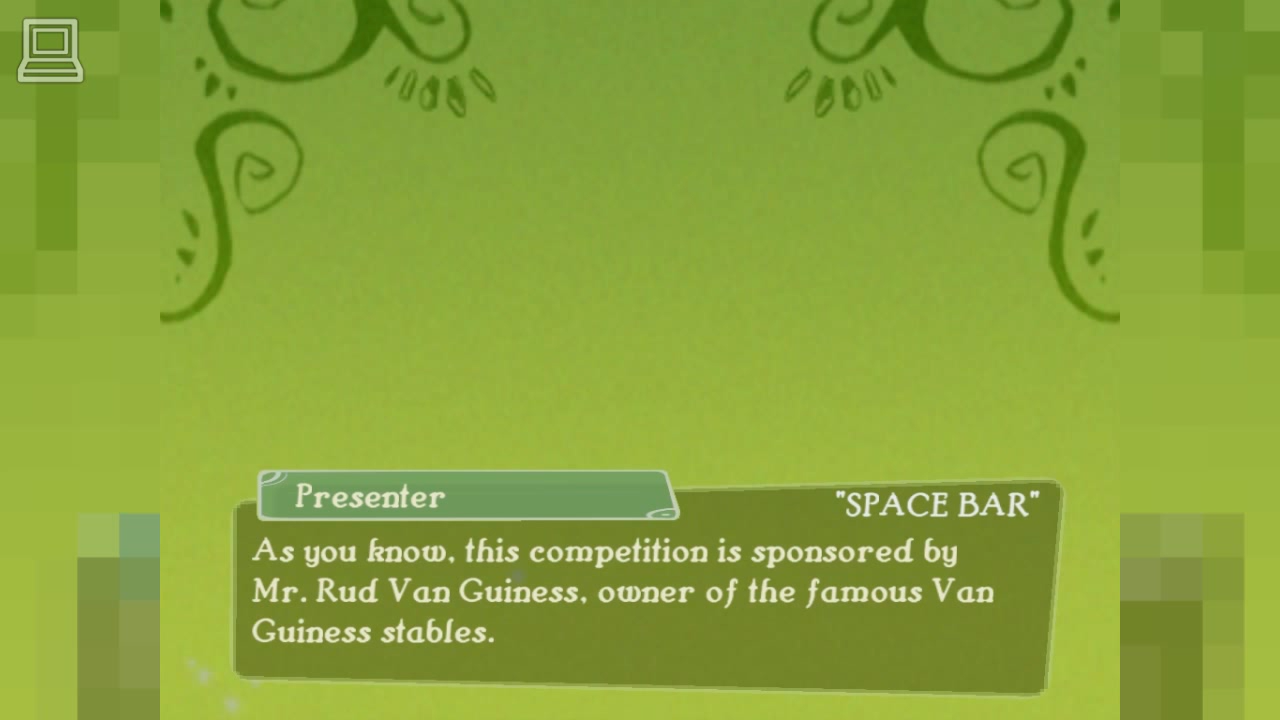 Presenter
"SPACE BAR"
As you know, this competition is sponsored by
Mr. Rud Van Guiness, owner of the famous Van
Guiness stables.